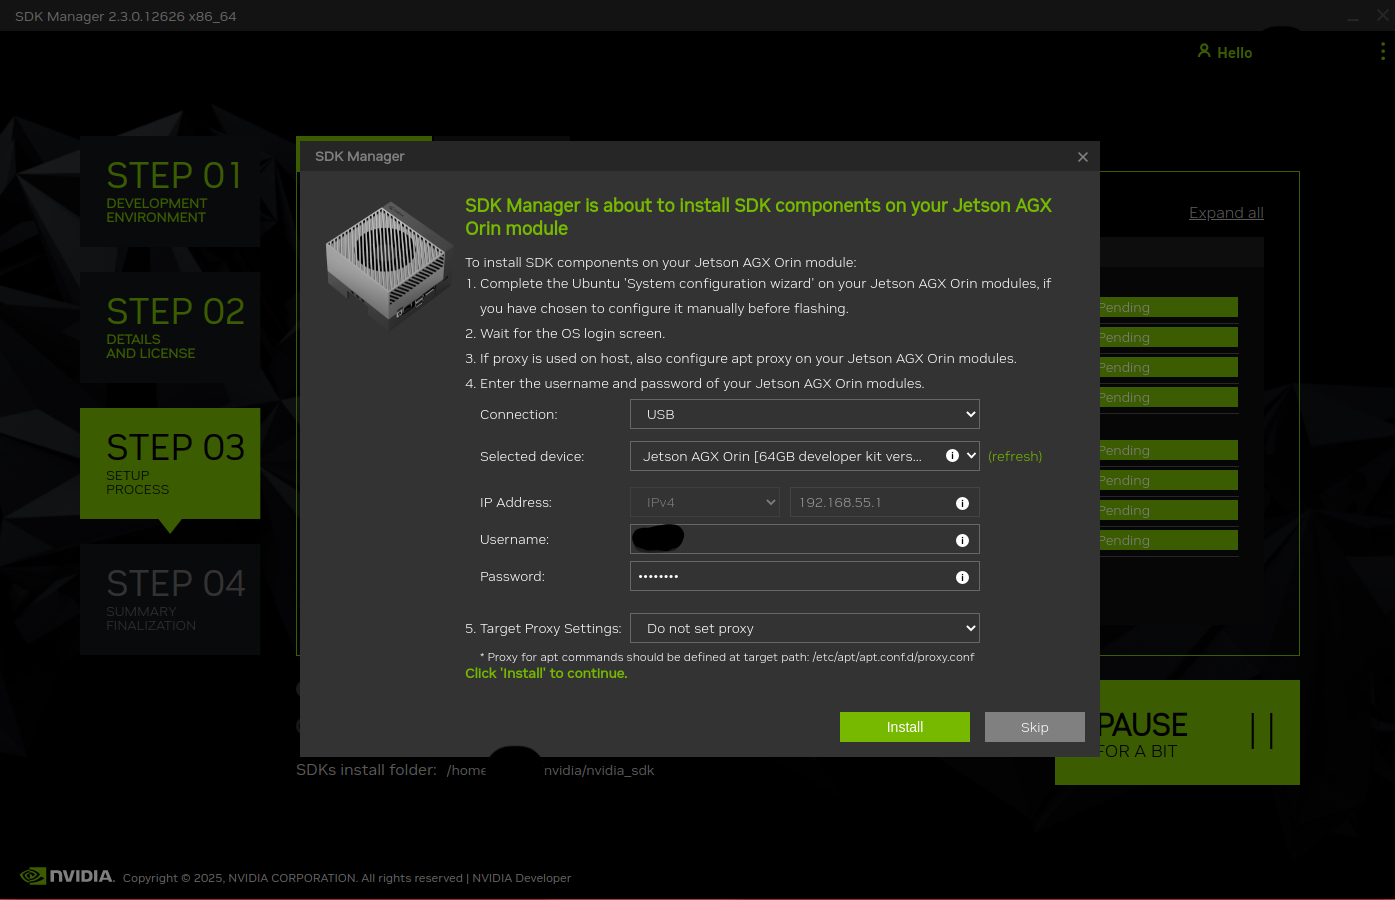 SDK Manager 2.3.0.12626 x86_64
Hello
STEP 01
DEVELOPMENT
ENVIRONMENT
STEP 02
DETAILS
AND LICENSE
STEP 03
SETUP
PROCESS
STEP 04
SUMMARY
FINALIZATION
Expand all
Pending
Pending
Pending
Pending
Pending
Pending
Pending
Pending
SDK Manager
SDK Manager is about to install SDK components on your Jetson AGX
Orin module
To install SDK components on your Jetson AGX Orin module:
1. Complete the Ubuntu 'System configuration wizard' on your Jetson AGX Orin modules, if
you have chosen to configure it manually before flashing.
2. Wait for the OS login screen.
3. If proxy is used on host, also configure apt proxy on your Jetson AGX Orin modules.
4. Enter the username and password of your Jetson AGX Orin modules.
Connection: USB
Selected device: Jetson AGX Orin [64GB developer kit vers... (refresh)
IP Address: IPv4 192.168.55.1
Username:
Password: ••••••••
5. Target Proxy Settings: Do not set proxy
* Proxy for apt commands should be defined at target path: /etc/apt/apt.conf.d/proxy.conf
Click 'Install' to continue.
Install Skip
PAUSE
FOR A BIT
SDKs install folder: /home nvidia/nvidia_sdk
NVIDIA. Copyright © 2025, NVIDIA CORPORATION. All rights reserved | NVIDIA Developer